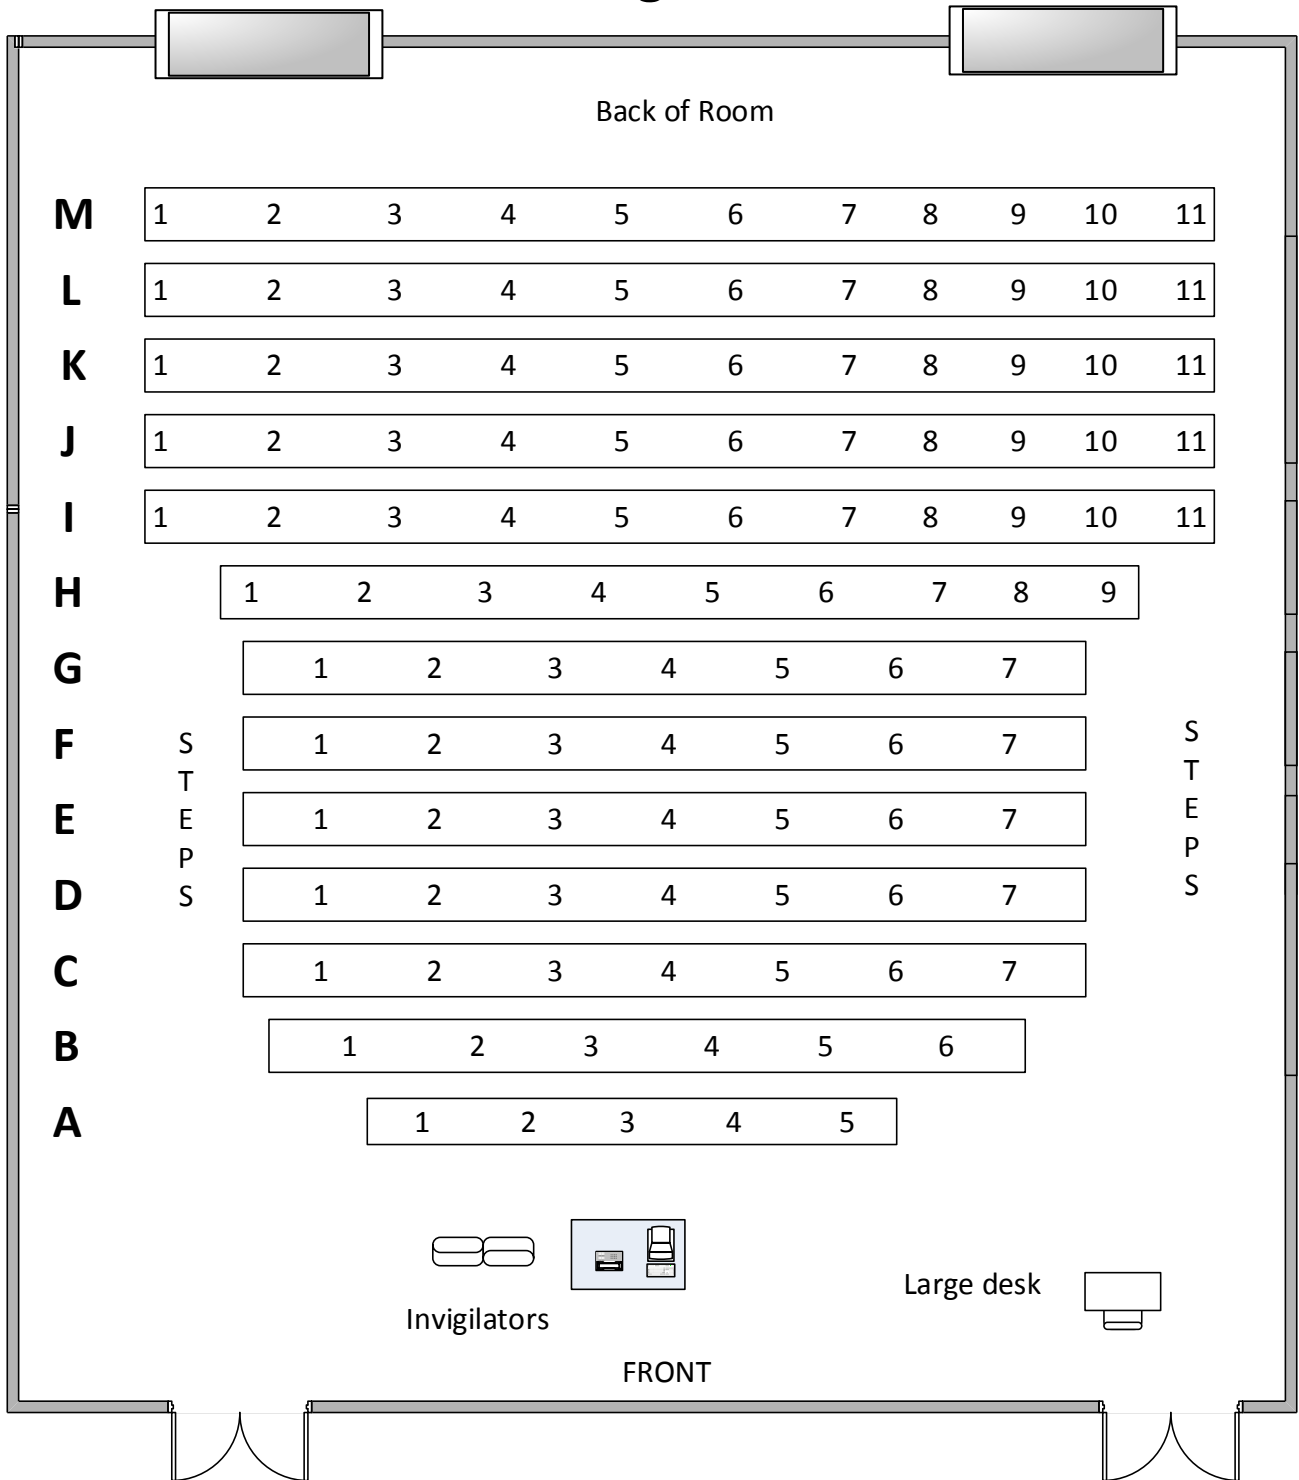 Back of Room
M 1 2 3 4 5 6 7 8 9 10 11
L 1 2 3 4 5 6 7 8 9 10 11
K 1 2 3 4 5 6 7 8 9 10 11
J 1 2 3 4 5 6 7 8 9 10 11
I 1 2 3 4 5 6 7 8 9 10 11
H 1 2 3 4 5 6 7 8 9
G 1 2 3 4 5 6 7
F 1 2 3 4 5 6 7
E 1 2 3 4 5 6 7
D 1 2 3 4 5 6 7
C 1 2 3 4 5 6 7
B 1 2 3 4 5 6
A 1 2 3 4 5
STEPS
STEPS
Invigilators
Large desk
FRONT